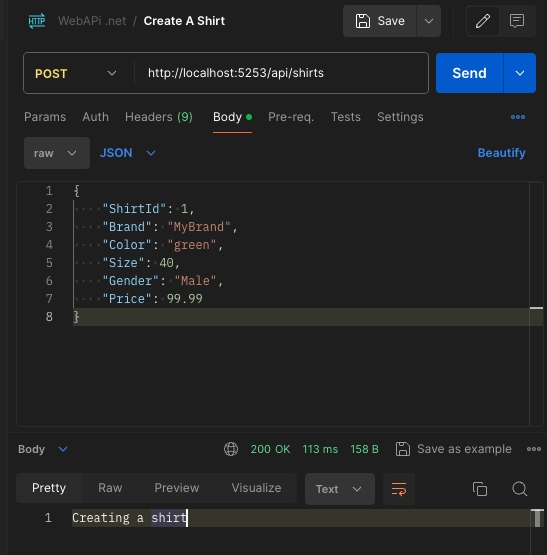 HTTP WebAPi .net / Create A Shirt Save
POST http://localhost:5253/api/shirts Send
Params Auth Headers (9) Body Pre-req. Tests Settings
raw JSON Beautify
1 {
2 "ShirtId": 1,
3 "Brand": "MyBrand",
4 "Color": "green",
5 "Size": 40,
6 "Gender": "Male",
7 "Price": 99.99
8 }
Body 200 OK 113 ms 158 B Save as example
Pretty Raw Preview Visualize Text
1 Creating a shirt